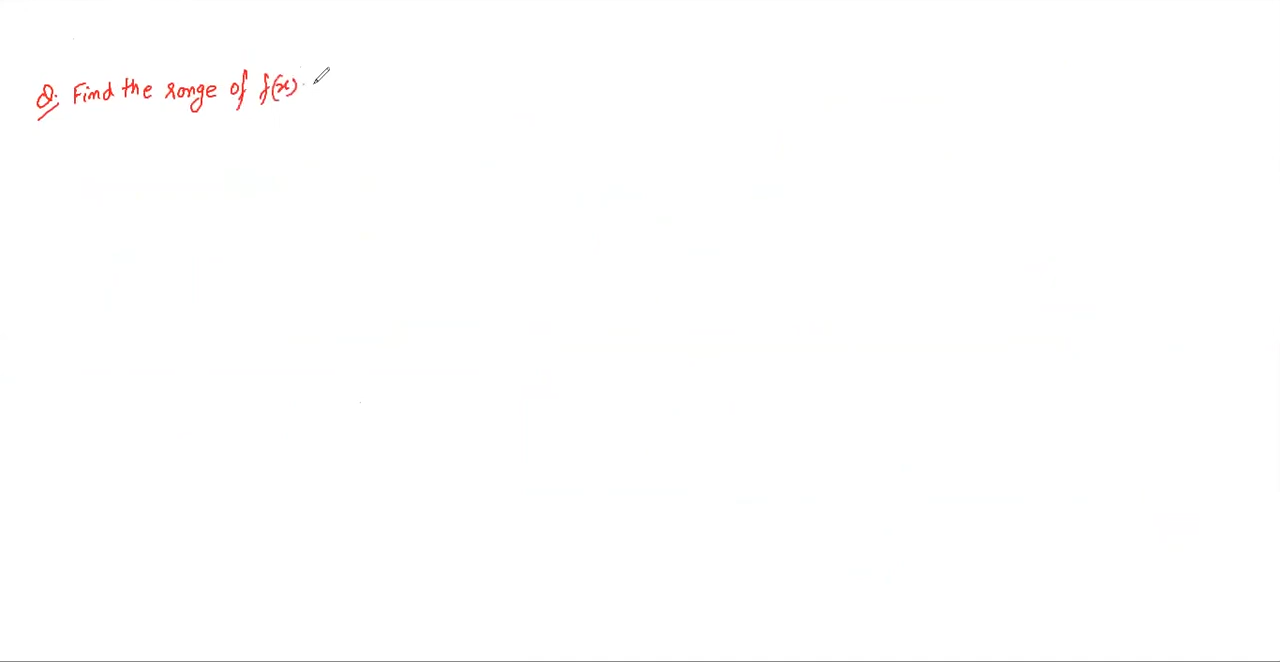 Q. Find the range of f(x).